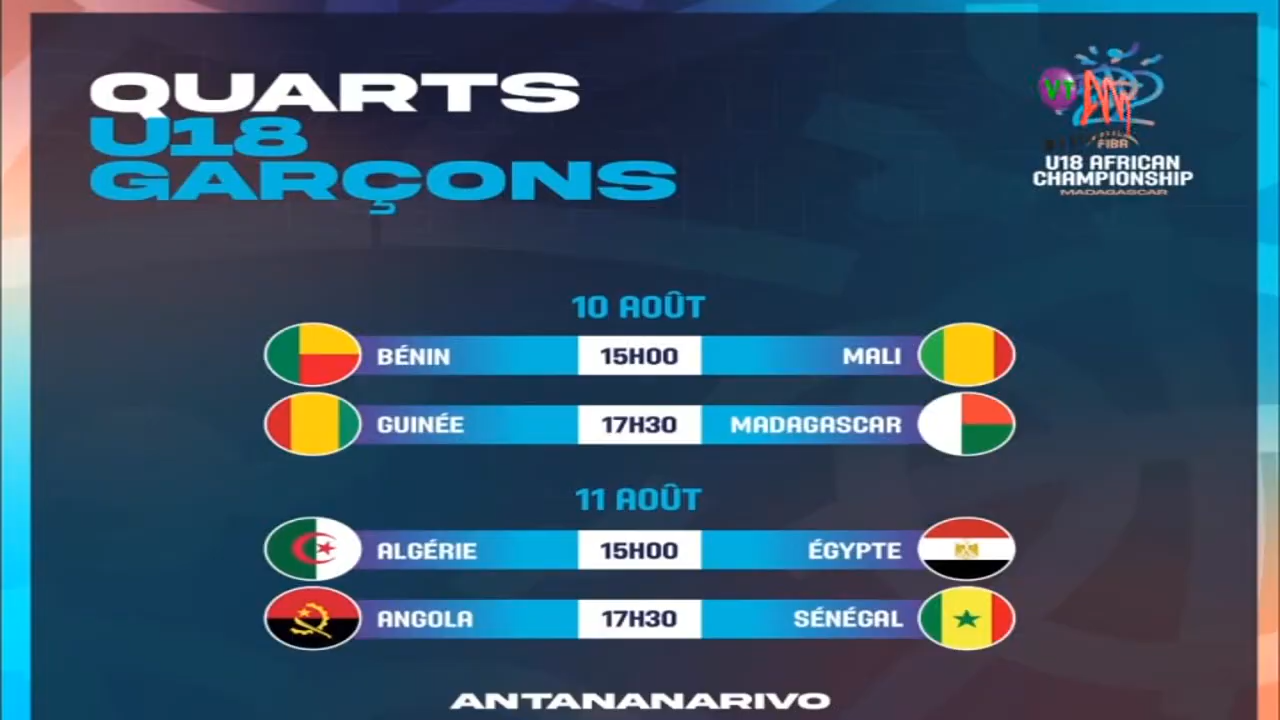 QUARTS
U18
GARÇONS
VT
FIBA
U18 AFRICAN
CHAMPIONSHIP
MADAGASCAR
10 AOÛT
BÉNIN 15H00 MALI
GUINÉE 17H30 MADAGASCAR
11 AOÛT
ALGÉRIE 15H00 ÉGYPTE
ANGOLA 17H30 SÉNÉGAL
ANTANANARIVO